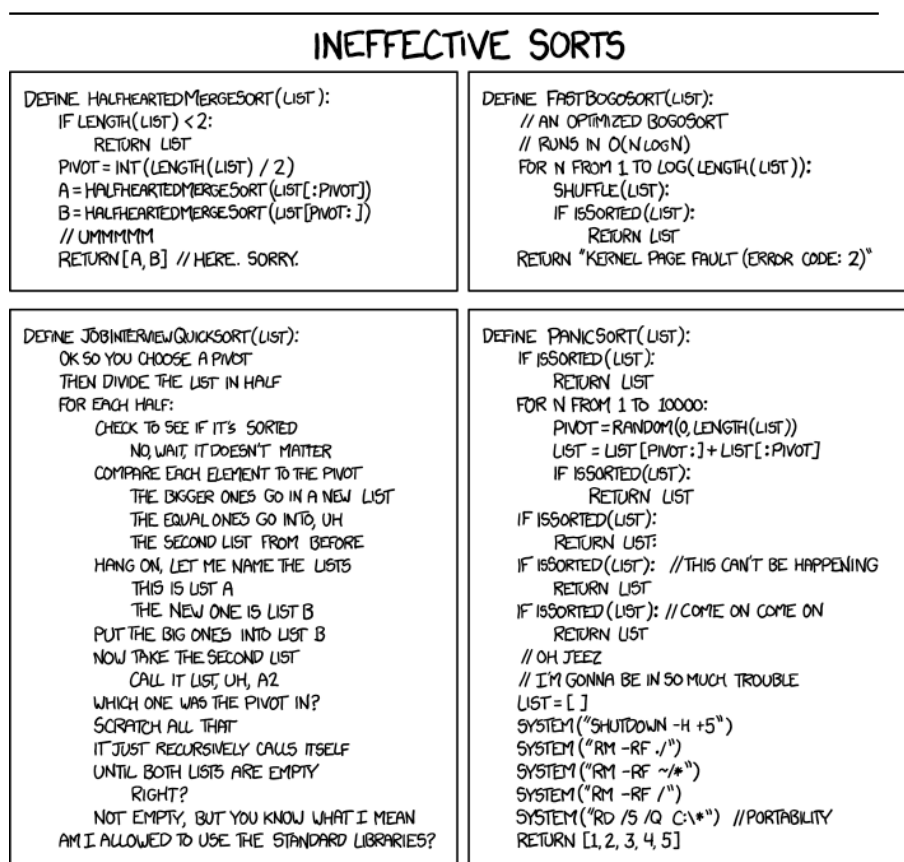 INEFFECTIVE SORTS
DEFINE HALFHEARTEDMERGESORT(LIST):
IF LENGTH(LIST) < 2:
RETURN LIST
PIVOT = INT(LENGTH(LIST) / 2)
A = HALFHEARTEDMERGESORT(LIST[:PIVOT])
B = HALFHEARTEDMERGESORT(LIST[PIVOT: ])
// UMMMMM
RETURN[A, B] // HERE. SORRY.
DEFINE FASTBOGOSORT(LIST):
// AN OPTIMIZED BOGOSORT
// RUNS IN O(N LOG N)
FOR N FROM 1 TO LOG(LENGTH(LIST)):
SHUFFLE(LIST):
IF ISSORTED(LIST):
RETURN LIST
RETURN "KERNEL PAGE FAULT (ERROR CODE: 2)"
DEFINE JOBINTERVIEWQUICKSORT(LIST):
OK SO YOU CHOOSE A PIVOT
THEN DIVIDE THE LIST IN HALF
FOR EACH HALF:
CHECK TO SEE IF IT'S SORTED
NO, WAIT, IT DOESN'T MATTER
COMPARE EACH ELEMENT TO THE PIVOT
THE BIGGER ONES GO IN A NEW LIST
THE EQUAL ONES GO INTO, UH
THE SECOND LIST FROM BEFORE
HANG ON, LET ME NAME THE LISTS
THIS IS LIST A
THE NEW ONE IS LIST B
PUT THE BIG ONES INTO LIST B
NOW TAKE THE SECOND LIST
CALL IT LIST, UH, A2
WHICH ONE WAS THE PIVOT IN?
SCRATCH ALL THAT
IT JUST RECURSIVELY CALLS ITSELF
UNTIL BOTH LISTS ARE EMPTY
RIGHT?
NOT EMPTY, BUT YOU KNOW WHAT I MEAN
AM I ALLOWED TO USE THE STANDARD LIBRARIES?
DEFINE PANICSORT(LIST):
IF ISSORTED(LIST):
RETURN LIST
FOR N FROM 1 TO 10000:
PIVOT = RANDOM(0, LENGTH(LIST))
LIST = LIST [PIVOT:] + LIST[:PIVOT]
IF ISSORTED(LIST):
RETURN LIST
IF ISSORTED(LIST):
RETURN LIST:
IF ISSORTED(LIST): //THIS CAN'T BE HAPPENING
RETURN LIST
IF ISSORTED(LIST): // COME ON COME ON
RETURN LIST
// OH JEEZ
// I'M GONNA BE IN SO MUCH TROUBLE
LIST = [ ]
SYSTEM("SHUTDOWN -H +5")
SYSTEM("RM -RF ./")
SYSTEM("RM -RF ~/*")
SYSTEM("RM -RF /")
SYSTEM("RD /S /Q C:\*") //PORTABILITY
RETURN [1, 2, 3, 4, 5]